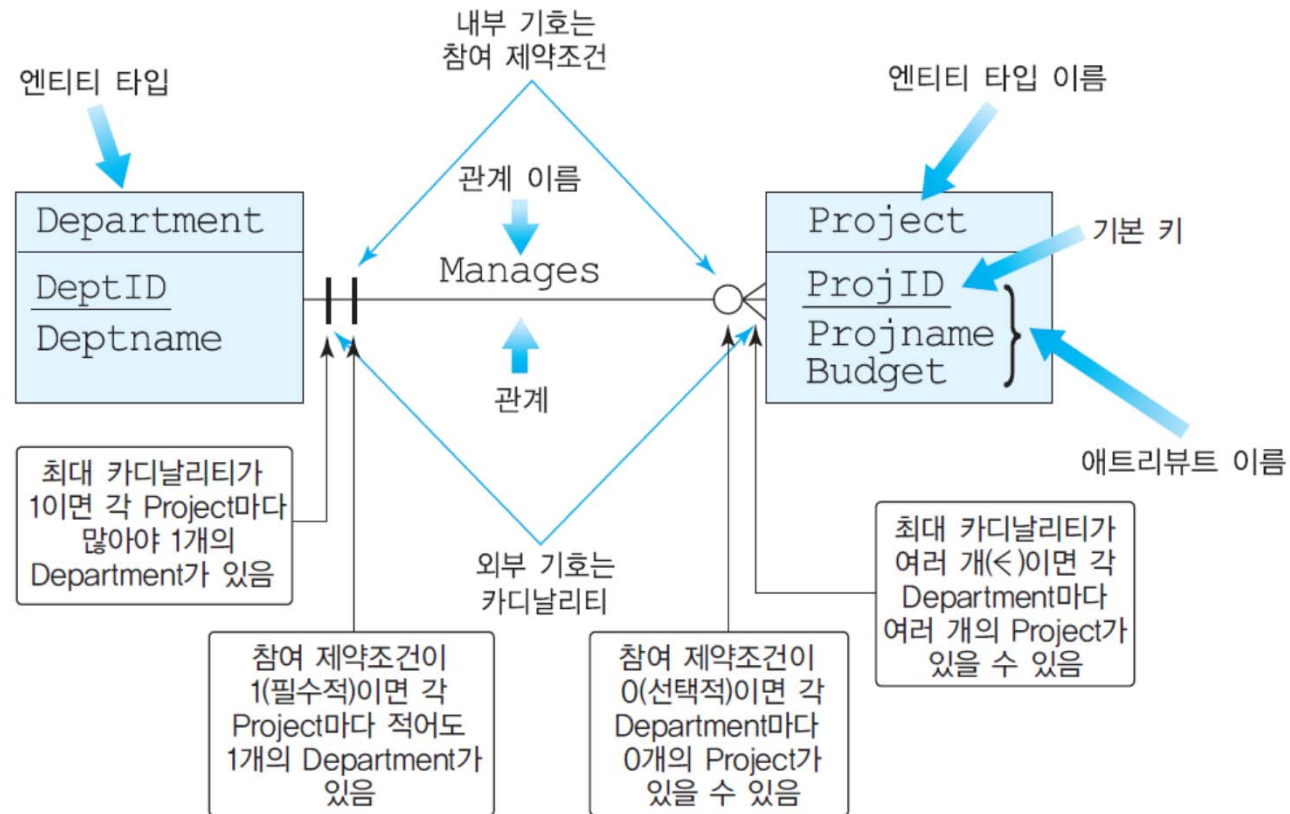 내부 기호는
참여 제약조건
엔티티 타입
엔티티 타입 이름
관계 이름
Department
DeptID
Deptname
Manages
관계
Project
ProjID
Projname
Budget
기본 키
애트리뷰트 이름
최대 카디날리티가
1이면 각 Project마다
많아야 1개의
Department가 있음
외부 기호는
카디날리티
최대 카디날리티가
여러 개(<)이면 각
Department마다
여러 개의 Project가
있을 수 있음
참여 제약조건이
1(필수적)이면 각
Project마다 적어도
1개의 Department가
있음
참여 제약조건이
0(선택적)이면 각
Department마다
0개의 Project가
있을 수 있음